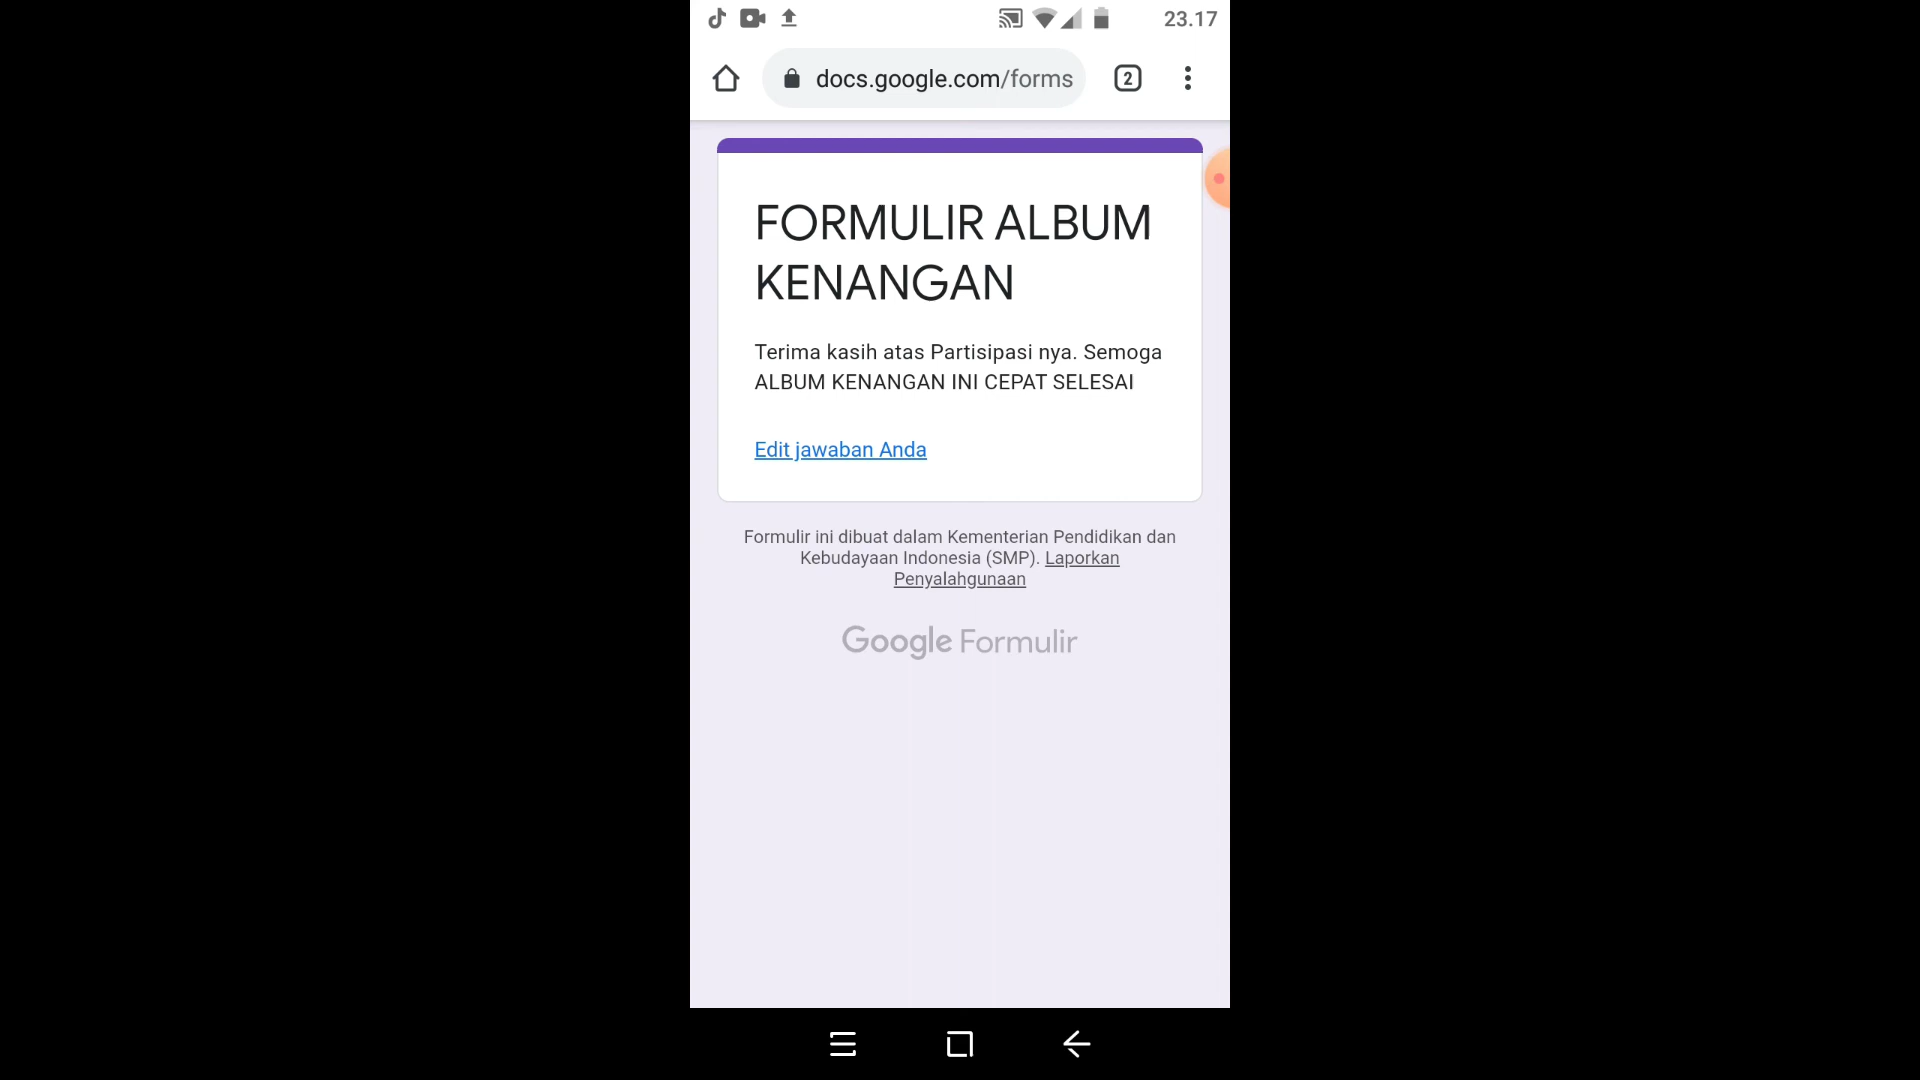 23.17
docs.google.com/forms
2
FORMULIR ALBUM
KENANGAN
Terima kasih atas Partisipasi nya. Semoga
ALBUM KENANGAN INI CEPAT SELESAI
Edit jawaban Anda
Formulir ini dibuat dalam Kementerian Pendidikan dan
Kebudayaan Indonesia (SMP). Laporkan
Penyalahgunaan
Google Formulir